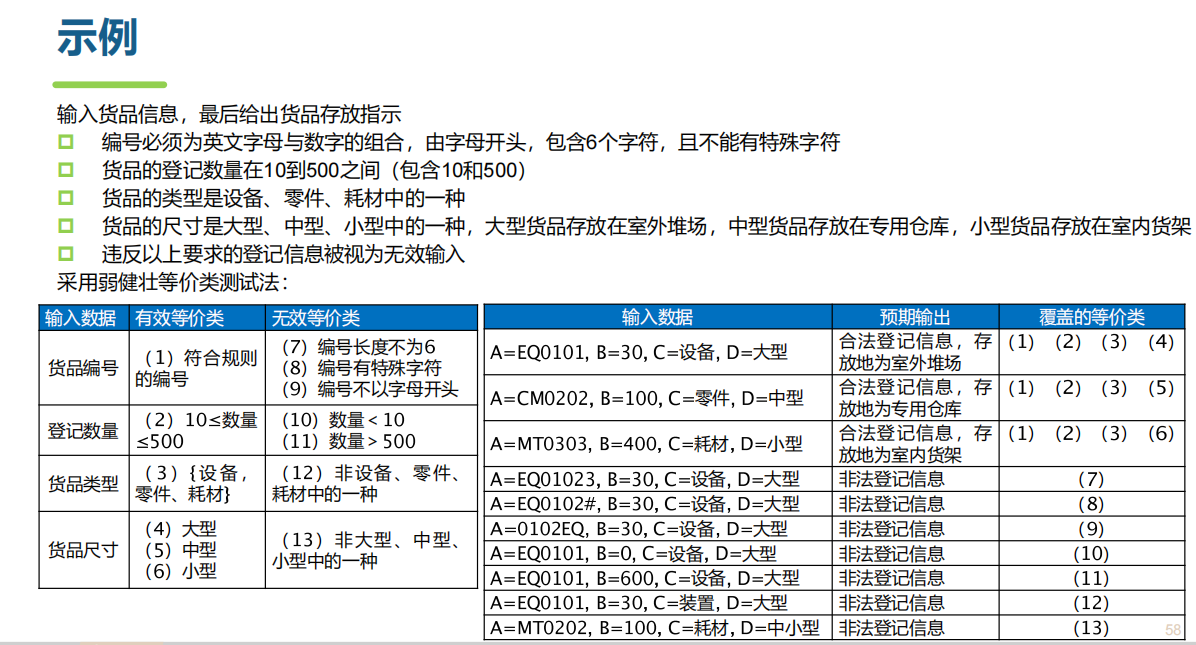 示例
输入货品信息，最后给出货品存放指示
编号必须为英文字母与数字的组合，由字母开头，包含6个字符，且不能有特殊字符
货品的登记数量在10到500之间（包含10和500）
货品的类型是设备、零件、耗材中的一种
货品的尺寸是大型、中型、小型中的一种，大型货品存放在室外堆场，中型货品存放在专用仓库，小型货品存放在室内货架
违反以上要求的登记信息被视为无效输入
采用弱健壮等价类测试法：
输入数据 有效等价类 无效等价类
货品编号
（1）符合规则
的编号
（7）编号长度不为6
（8）编号有特殊字符
（9）编号不以字母开头
登记数量
（2）10≤数量
≤500
（10）数量＜10
（11）数量＞500
货品类型
（3）{设备，
零件、耗材}
（12）非设备、零件、
耗材中的一种
货品尺寸
（4）大型
（5）中型
（6）小型
（13）非大型、中型、
小型中的一种
输入数据 预期输出 覆盖的等价类
A=EQ0101, B=30, C=设备, D=大型
合法登记信息，存
放地为室外堆场
（1）（2）（3）（4）
A=CM0202, B=100, C=零件, D=中型
合法登记信息，存
放地为专用仓库
（1）（2）（3）（5）
A=MT0303, B=400, C=耗材, D=小型
合法登记信息，存
放地为室内货架
（1）（2）（3）（6）
A=EQ01023, B=30, C=设备, D=大型 非法登记信息 （7）
A=EQ0102#, B=30, C=设备, D=大型 非法登记信息 （8）
A=0102EQ, B=30, C=设备, D=大型 非法登记信息 （9）
A=EQ0101, B=0, C=设备, D=大型 非法登记信息 （10）
A=EQ0101, B=600, C=设备, D=大型 非法登记信息 （11）
A=EQ0101, B=30, C=装置, D=大型 非法登记信息 （12）
A=MT0202, B=100, C=耗材, D=中小型 非法登记信息 （13）
58